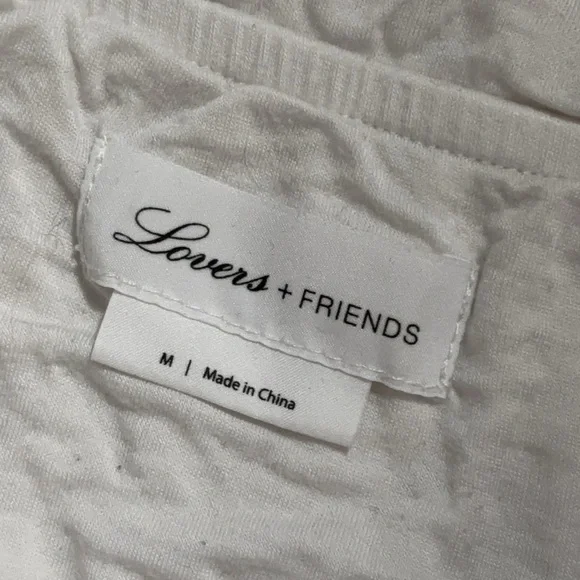 Lovers + FRIENDS
M | Made in China